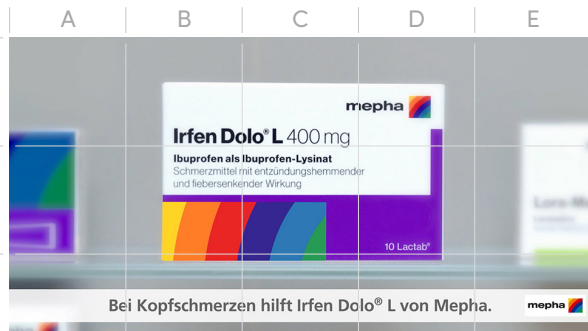 A B C D E
mepha
Irfen Dolo® L 400 mg
Ibuprofen als Ibuprofen-Lysinat
Schmerzmittel mit entzündungshemmender
und fiebersenkender Wirkung
10 Lactab®
Bei Kopfschmerzen hilft Irfen Dolo® L von Mepha.
mepha